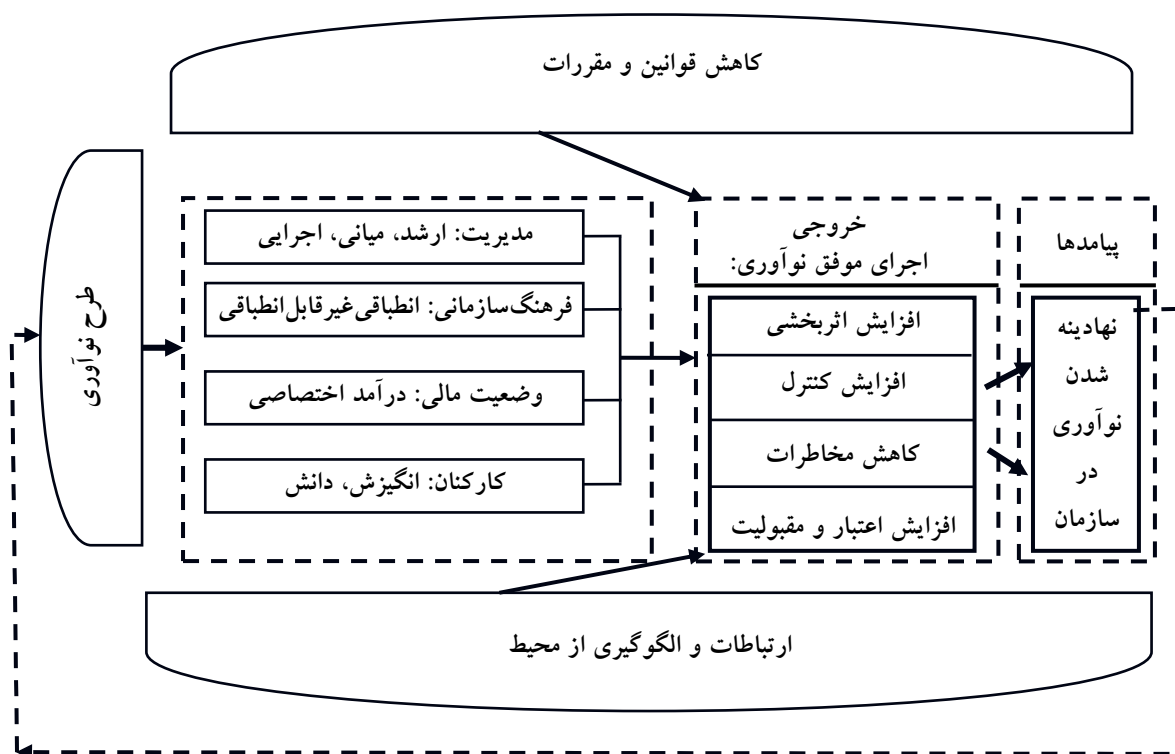 کاهش قوانین و مقررات
طرح نوآوری
مدیریت: ارشد، میانی، اجرایی
فرهنگ‌سازمانی: انطباقی‌غیرقابل‌انطباقی
وضعیت مالی: درآمد اختصاصی
کارکنان: انگیزش، دانش
خروجی
اجرای موفق نوآوری:
افزایش اثربخشی
افزایش کنترل
کاهش مخاطرات
افزایش اعتبار و مقبولیت
پیامدها
نهادینه
شدن
نوآوری
در
سازمان
ارتباطات و الگوگیری از محیط